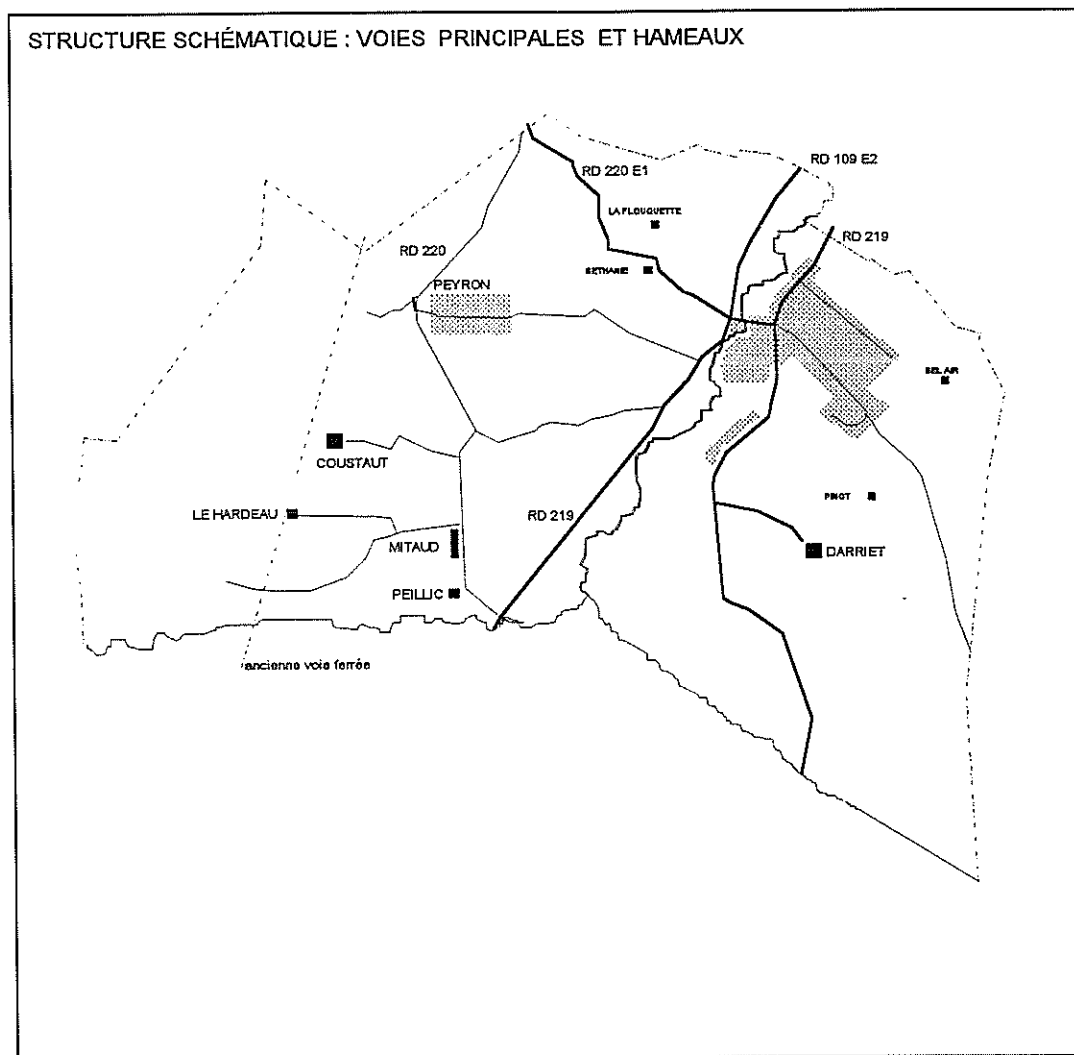 STRUCTURE SCHÉMATIQUE : VOIES PRINCIPALES ET HAMEAUX
RD 109 E2
RD 220 E1
LA FLOUQUETTE
RD 219
RD 220
BETHANIE
PEYRON
BEL AIR
COUSTAUT
PINOT
LE HARDEAU
RD 219
MITAUD
DARRIET
PEILLIC
ancienne voie ferrée